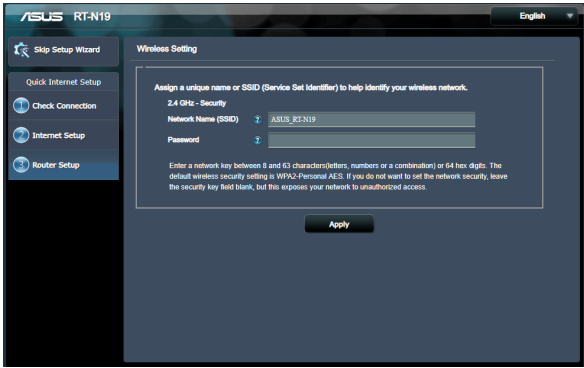 ASUS RT-N19
English
Skip Setup Wizard
Quick Internet Setup
1 Check Connection
2 Internet Setup
3 Router Setup
Wireless Setting
Assign a unique name or SSID (Service Set Identifier) to help identify your wireless network.
2.4 GHz - Security
Network Name (SSID) ? ASUS_RT-N19
Password ?
Enter a network key between 8 and 63 characters(letters, numbers or a combination) or 64 hex digits. The
default wireless security setting is WPA2-Personal AES. If you do not want to set the network security, leave
the security key field blank, but this exposes your network to unauthorized access.
Apply